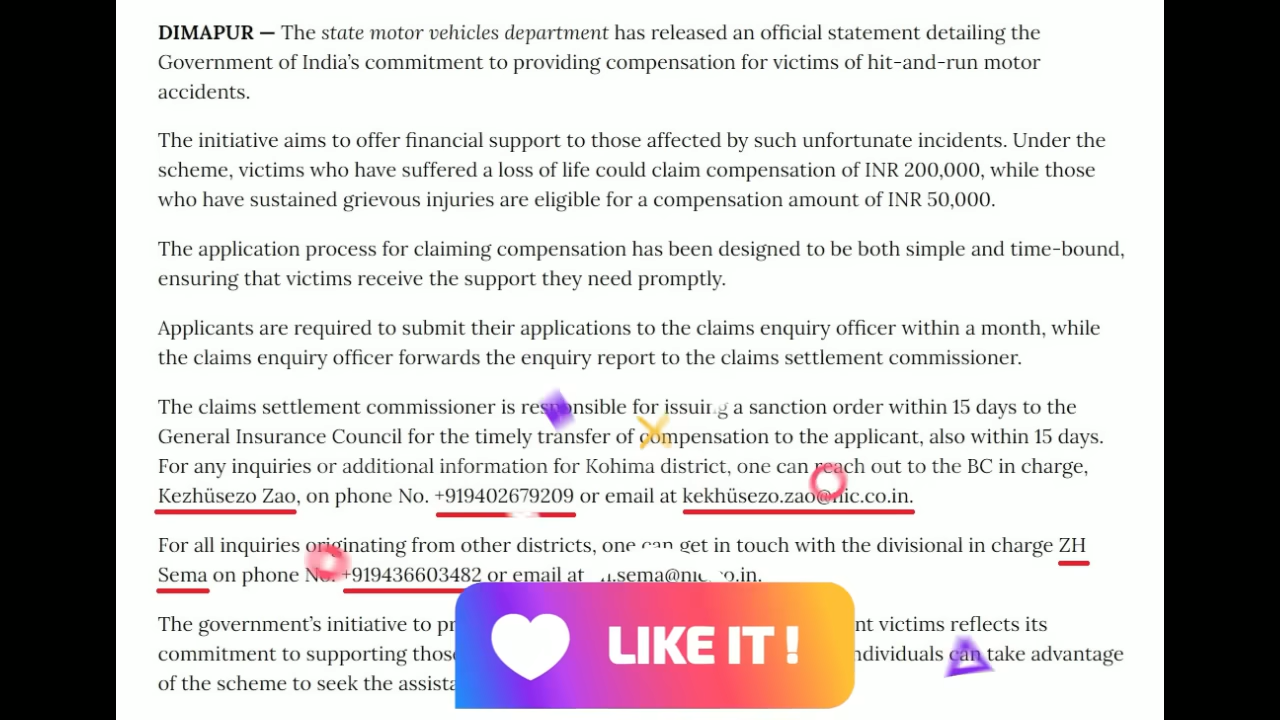 DIMAPUR — The state motor vehicles department has released an official statement detailing the
Government of India's commitment to providing compensation for victims of hit-and-run motor
accidents.
The initiative aims to offer financial support to those affected by such unfortunate incidents. Under the
scheme, victims who have suffered a loss of life could claim compensation of INR 200,000, while those
who have sustained grievous injuries are eligible for a compensation amount of INR 50,000.
The application process for claiming compensation has been designed to be both simple and time-bound,
ensuring that victims receive the support they need promptly.
Applicants are required to submit their applications to the claims enquiry officer within a month, while
the claims enquiry officer forwards the enquiry report to the claims settlement commissioner.
The claims settlement commissioner is responsible for issuing a sanction order within 15 days to the
General Insurance Council for the timely transfer of compensation to the applicant, also within 15 days.
For any inquiries or additional information for Kohima district, one can reach out to the BC in charge,
Kezhüsezo Zao, on phone No. +919402679209 or email at kekhüsezo.zao@nic.co.in.
For all inquiries originating from other districts, one can get in touch with the divisional in charge ZH
Sema on phone No. +919436603482 or email at
The government's initiative to victims reflects its
commitment to supporting those individuals can take advantage
of the scheme to seek the
LIKE IT !